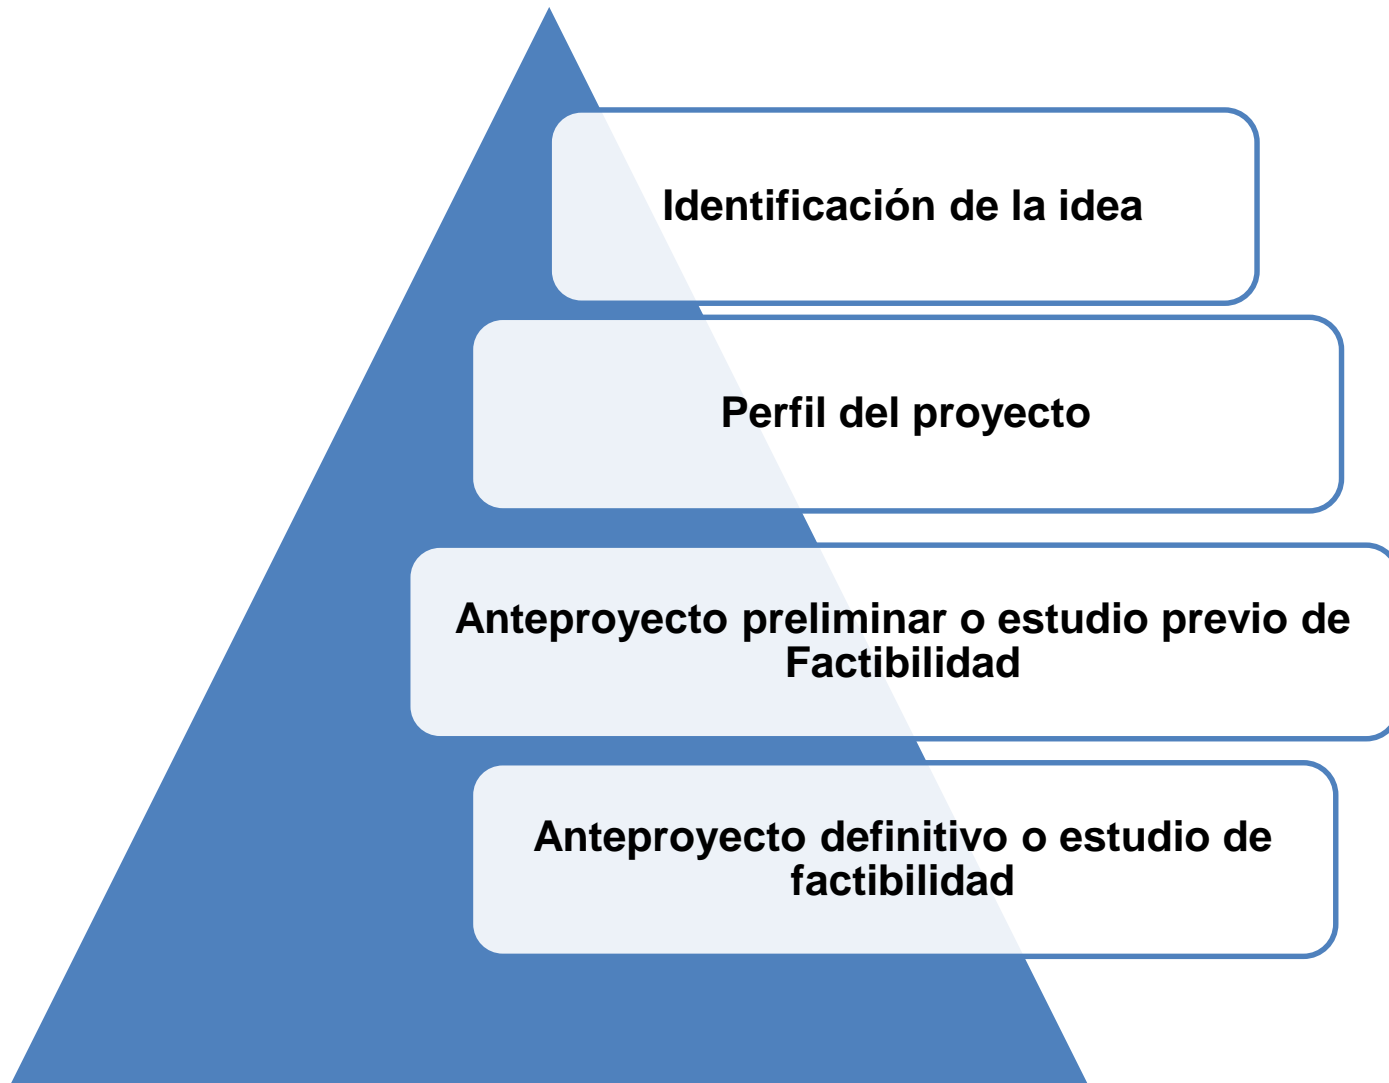 Identificación de la idea
Perfil del proyecto
Anteproyecto preliminar o estudio previo de
Factibilidad
Anteproyecto definitivo o estudio de
factibilidad